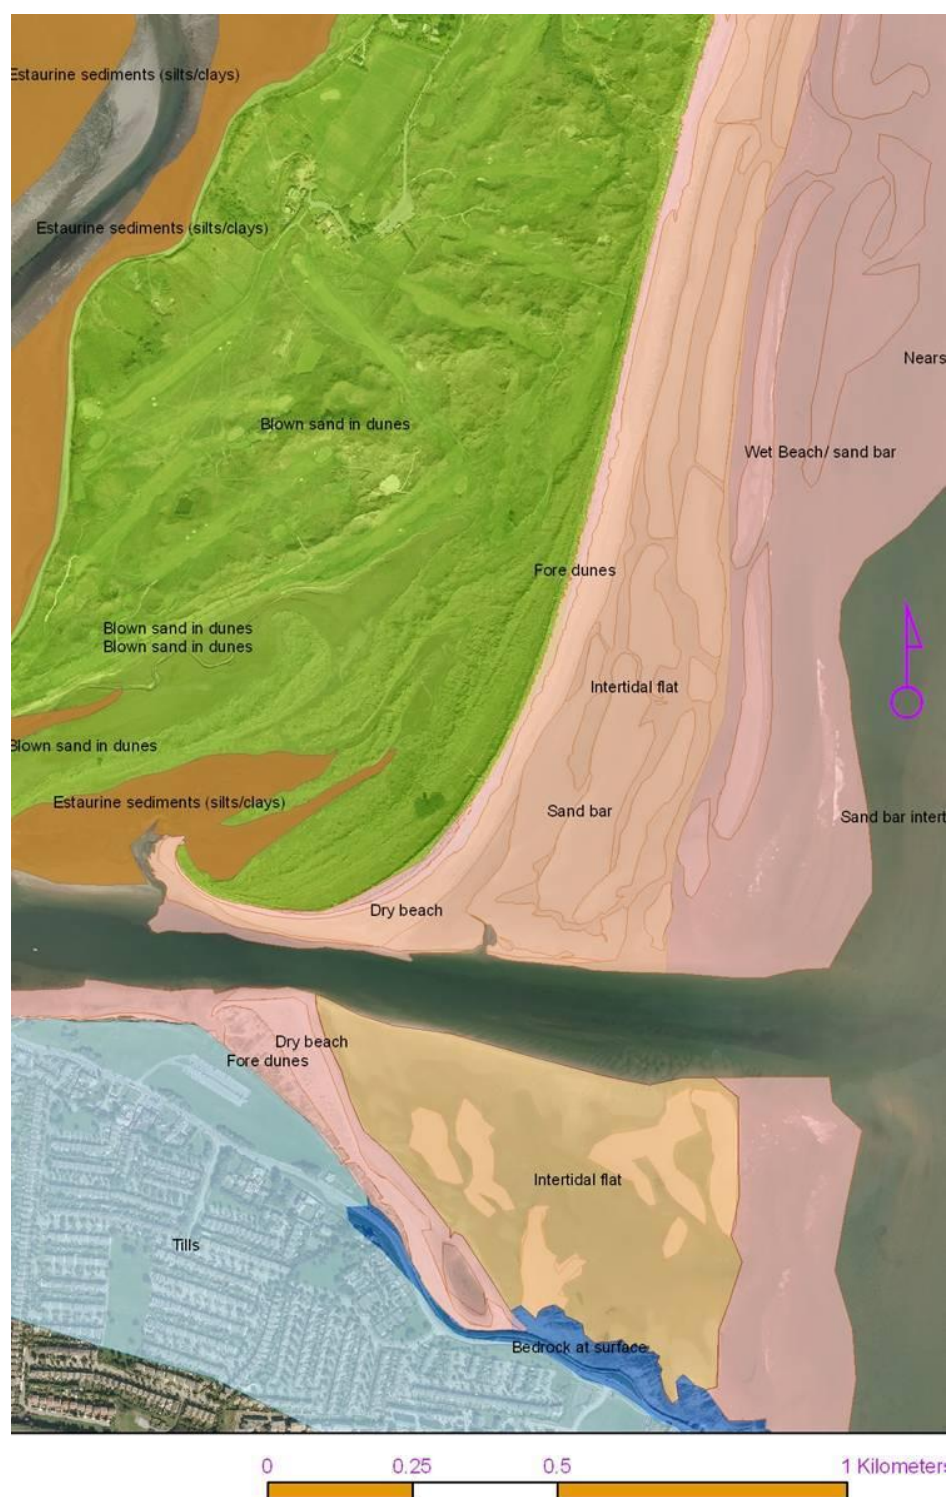 Estaurine sediments (silts/clays)
Estaurine sediments (silts/clays)
Nears
Blown sand in dunes
Wet Beach/ sand bar
Fore dunes
Blown sand in dunes
Blown sand in dunes
Intertidal flat
Blown sand in dunes
Estaurine sediments (silts/clays)
Sand bar
Sand bar intert
Dry beach
Dry beach
Fore dunes
Intertidal flat
Tills
Bedrock at surface
0 0.25 0.5 1 Kilometers